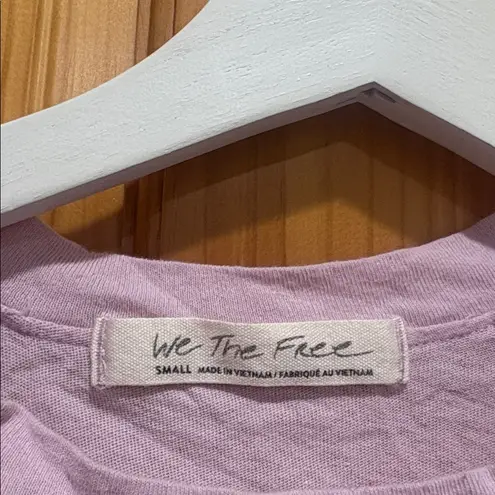 We The Free
SMALL MADE IN VIETNAM / FABRIQUÉ AU VIETNAM